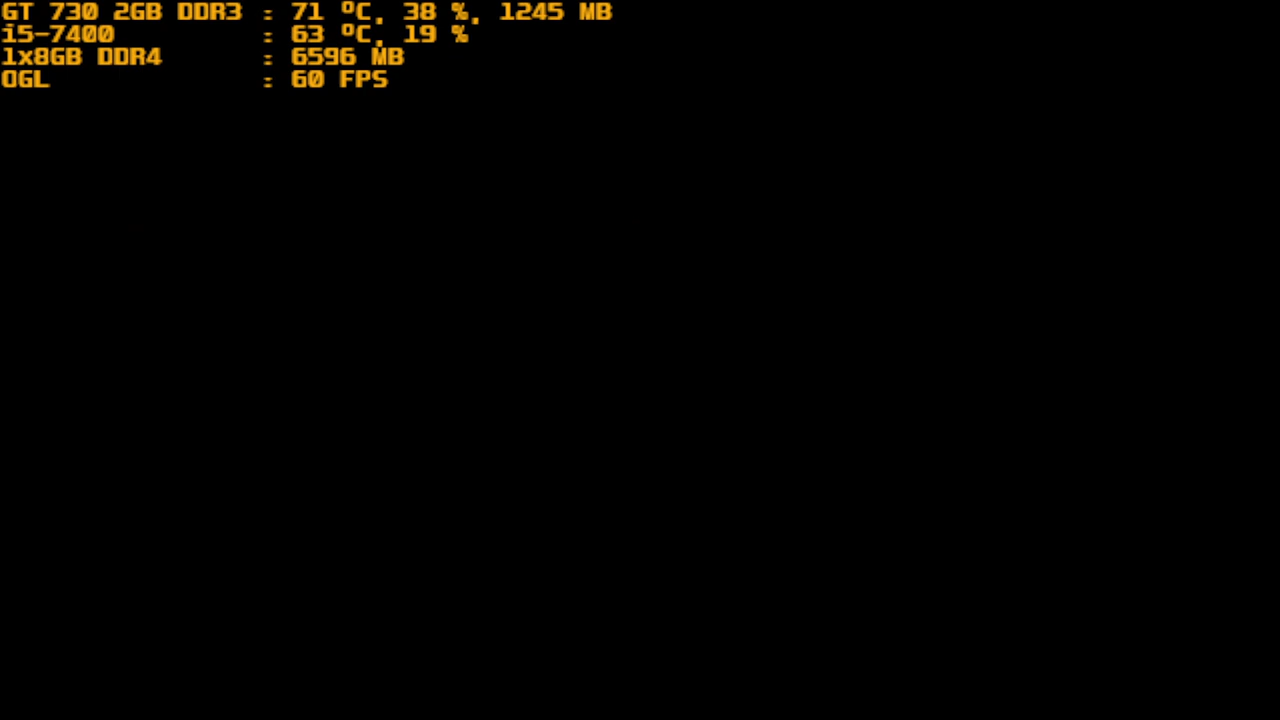 GT 730 2GB DDR3 : 71 ºC, 38 %, 1245 MB
i5-7400 : 63 ºC, 19 %
1x8GB DDR4 : 6596 MB
OGL : 60 FPS